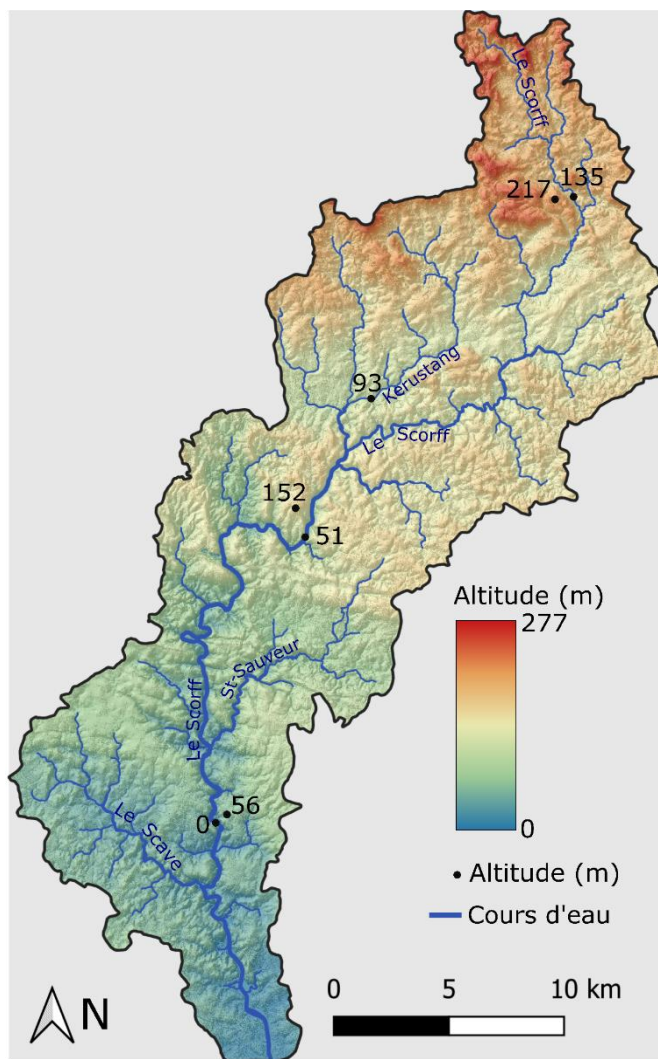 Le Scorff
217
135
93
Kerustang
Le Scorff
152
51
Altitude (m)
277
0
St-Sauveur
Le Scorff
56
0
Le Scave
Altitude (m)
Cours d'eau
N
0 5 10 km